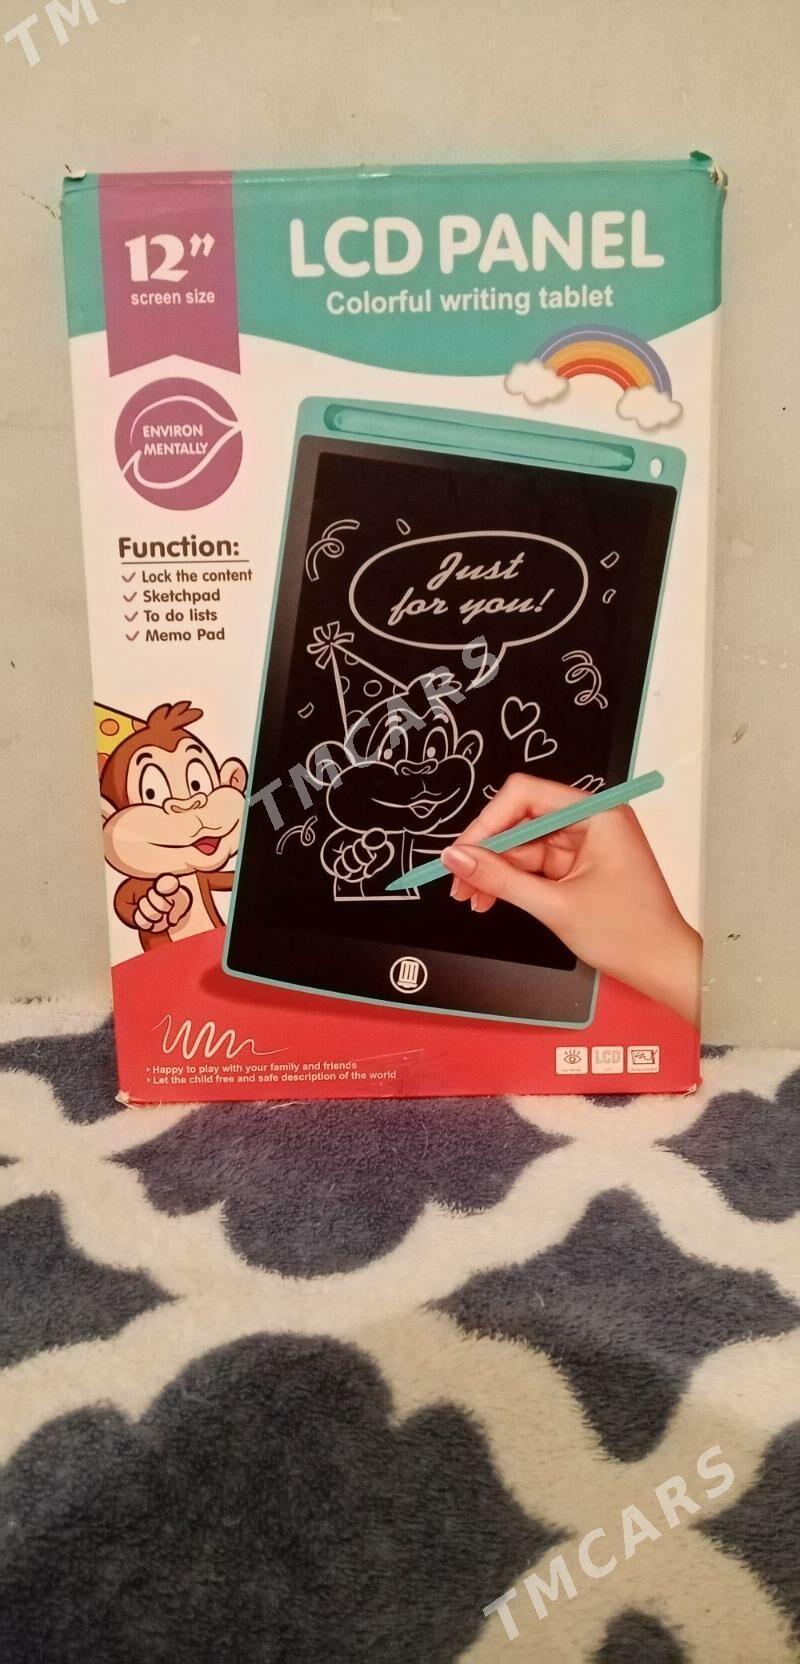 TMCARS
12"
screen size
LCD PANEL
Colorful writing tablet
ENVIRON
MENTALLY
Function:
Lock the content
Sketchpad
To do lists
Memo Pad
Just
for you!
TMCARS
Happy to play with your family and friends
Let the child free and safe description of the world
LCD
TMCARS